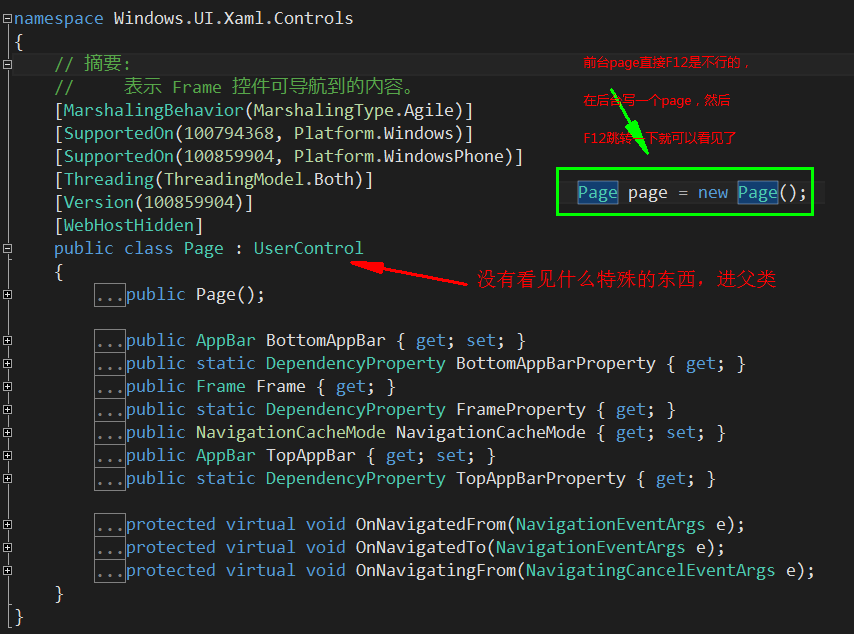 namespace Windows.UI.Xaml.Controls
{
// 摘要:
//     表示 Frame 控件可导航到的内容。
[MarshalingBehavior(MarshalingType.Agile)]
[SupportedOn(100794368, Platform.Windows)]
[SupportedOn(100859904, Platform.WindowsPhone)]
[Threading(ThreadingModel.Both)]
[Version(100859904)]
[WebHostHidden]
public class Page : UserControl
{
...public Page();
...public AppBar BottomAppBar { get; set; }
...public static DependencyProperty BottomAppBarProperty { get; }
...public Frame Frame { get; }
...public static DependencyProperty FrameProperty { get; }
...public NavigationCacheMode NavigationCacheMode { get; set; }
...public AppBar TopAppBar { get; set; }
...public static DependencyProperty TopAppBarProperty { get; }
...protected virtual void OnNavigatedFrom(NavigationEventArgs e);
...protected virtual void OnNavigatedTo(NavigationEventArgs e);
...protected virtual void OnNavigatingFrom(NavigatingCancelEventArgs e);
}
}
前台page直接F12是不行的，
在后台写一个page，然后
F12跳转一下就可以看见了
Page page = new Page();
没有看见什么特殊的东西，进父类